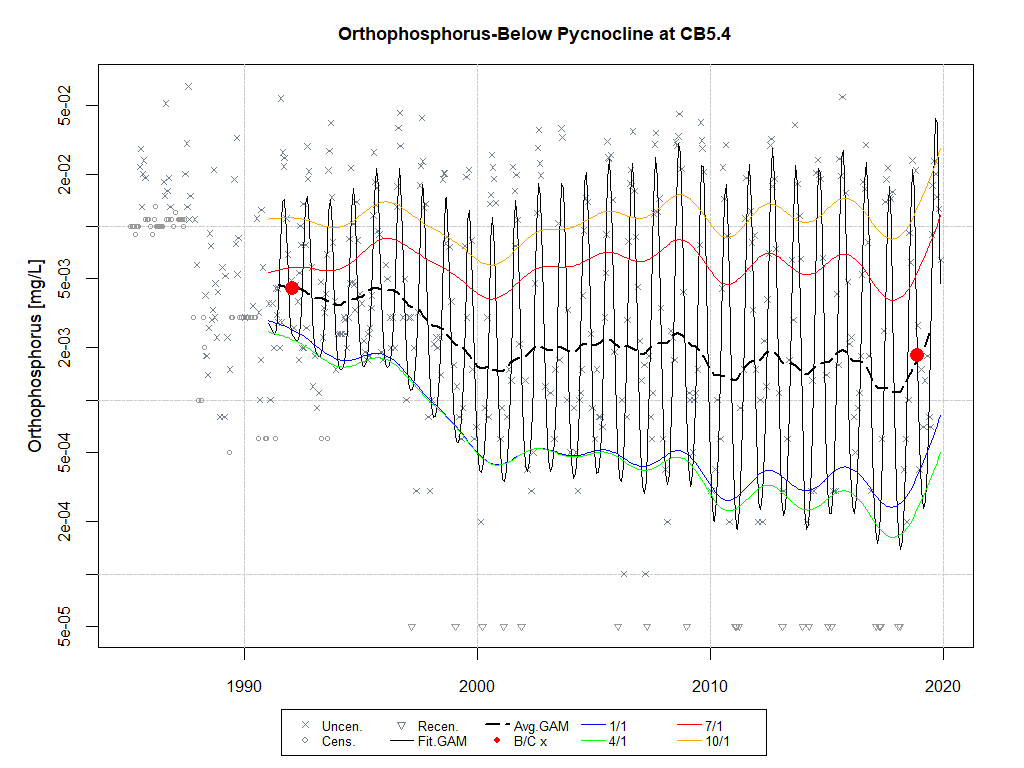 Orthophosphorus-Below Pycnocline at CB5.4
Orthophosphorus [mg/L]
5e-02
2e-02
5e-03
2e-03
5e-04
2e-04
5e-05
1990 2000 2010 2020
Uncen. Recen. Avg.GAM 1/1 7/1
Cens. Fit.GAM B/C x 4/1 10/1